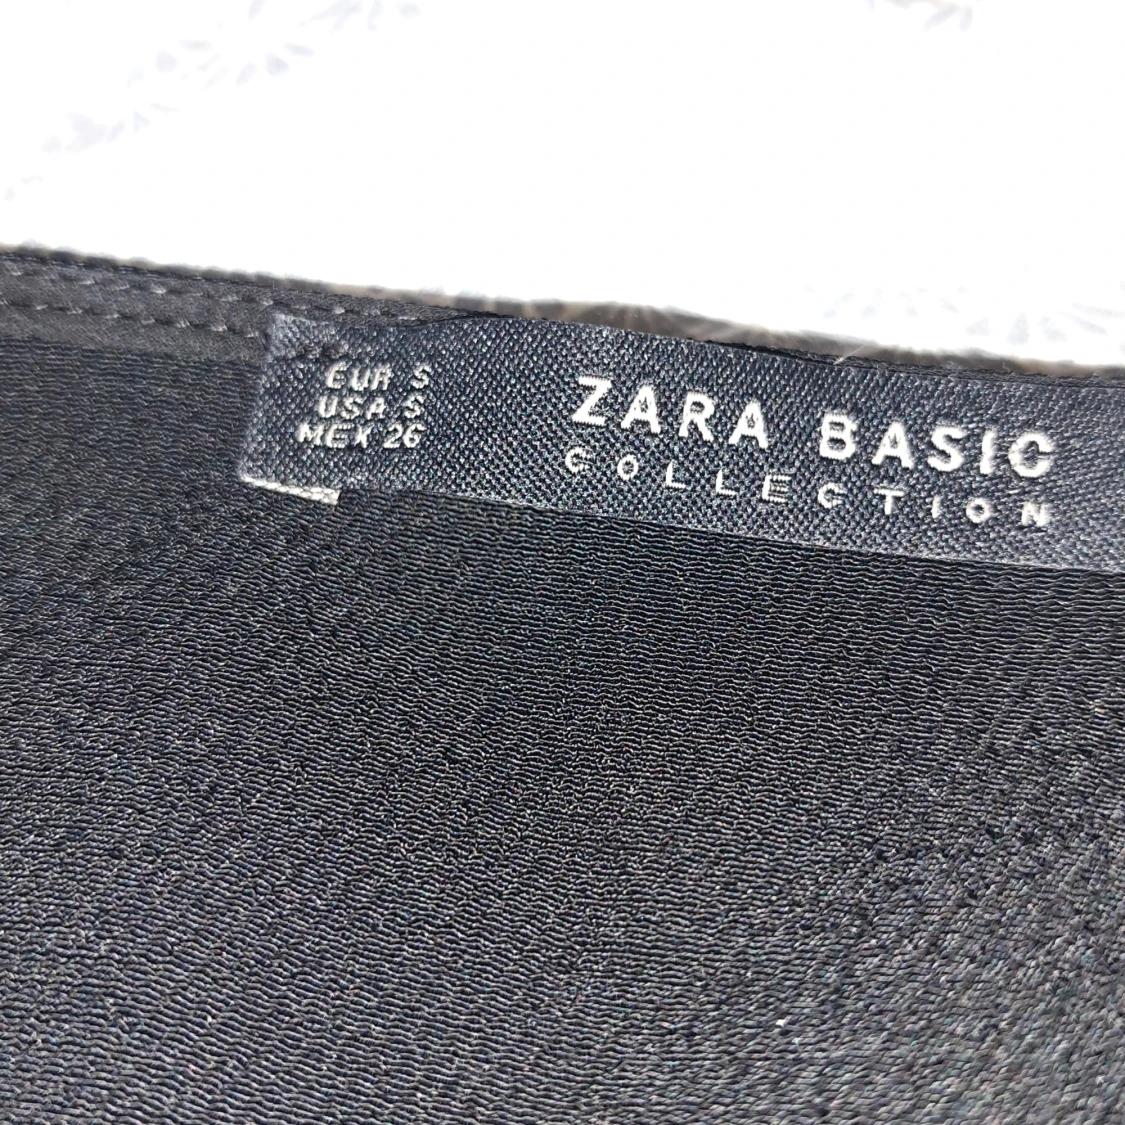 EUR S
USA S
MEX 26
ZARA BASIC
COLLECTION